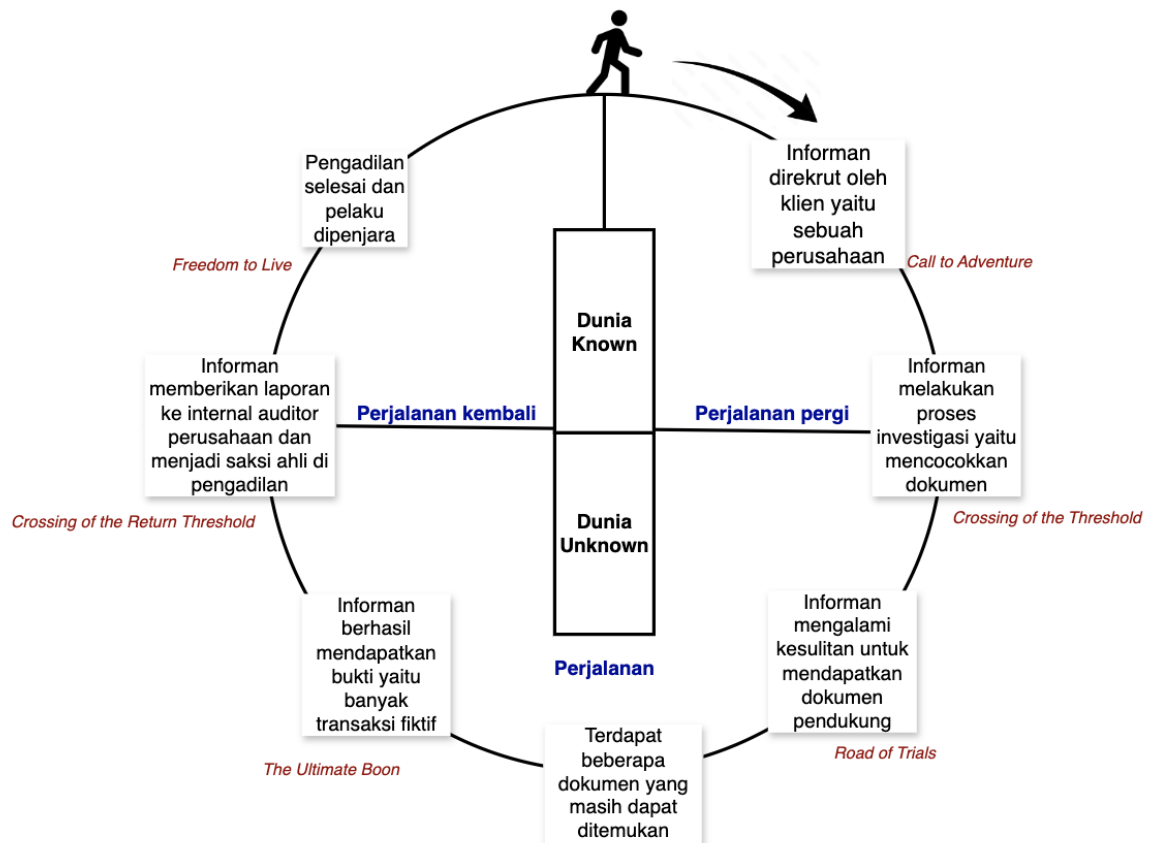 Informan
direkrut oleh
klien yaitu
sebuah
perusahaan
Call to Adventure
Informan
melakukan
proses
investigasi yaitu
mencocokkan
dokumen
Crossing of the Threshold
Informan
mengalami
kesulitan untuk
mendapatkan
dokumen
pendukung
Road of Trials
Terdapat
beberapa
dokumen yang
masih dapat
ditemukan
Informan
berhasil
mendapatkan
bukti yaitu
banyak
transaksi fiktif
The Ultimate Boon
Informan
memberikan laporan
ke internal auditor
perusahaan dan
menjadi saksi ahli di
pengadilan
Crossing of the Return Threshold
Pengadilan
selesai dan
pelaku
dipenjara
Freedom to Live
Dunia
Known
Perjalanan kembali
Perjalanan pergi
Dunia
Unknown
Perjalanan